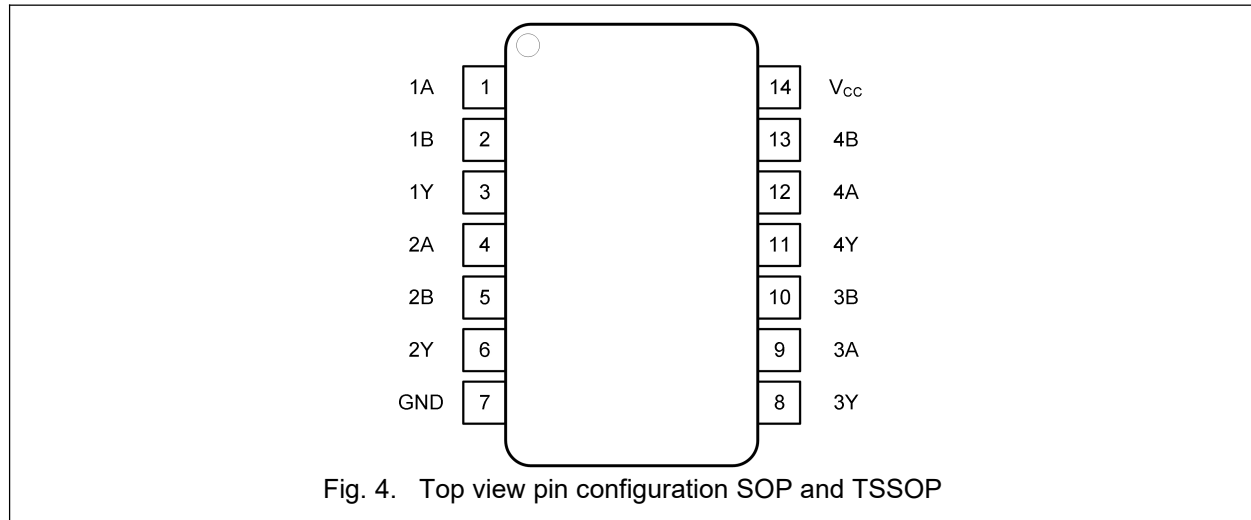 1A 1 14 VCC
1B 2 13 4B
1Y 3 12 4A
2A 4 11 4Y
2B 5 10 3B
2Y 6 9 3A
GND 7 8 3Y
Fig. 4. Top view pin configuration SOP and TSSOP